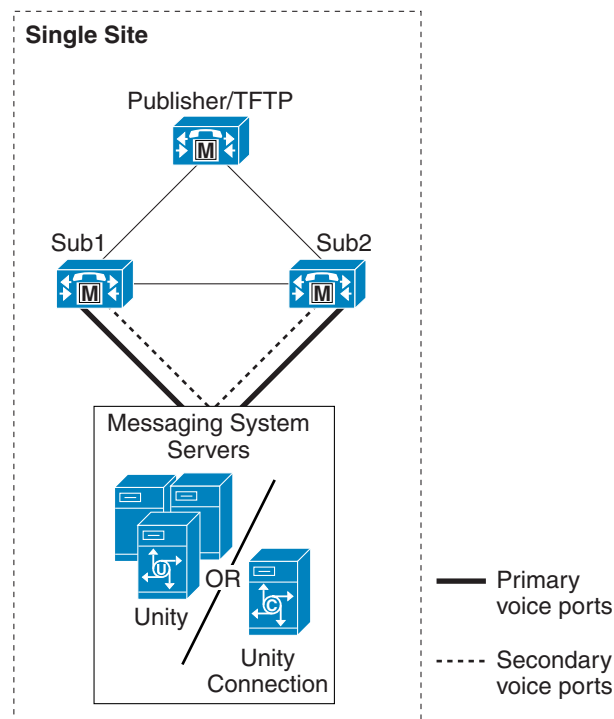 Single Site
Publisher/TFTP
M
Sub1
Sub2
M
M
Messaging System
Servers
U
OR
C
Unity
Unity
Connection
Primary
voice ports
Secondary
voice ports